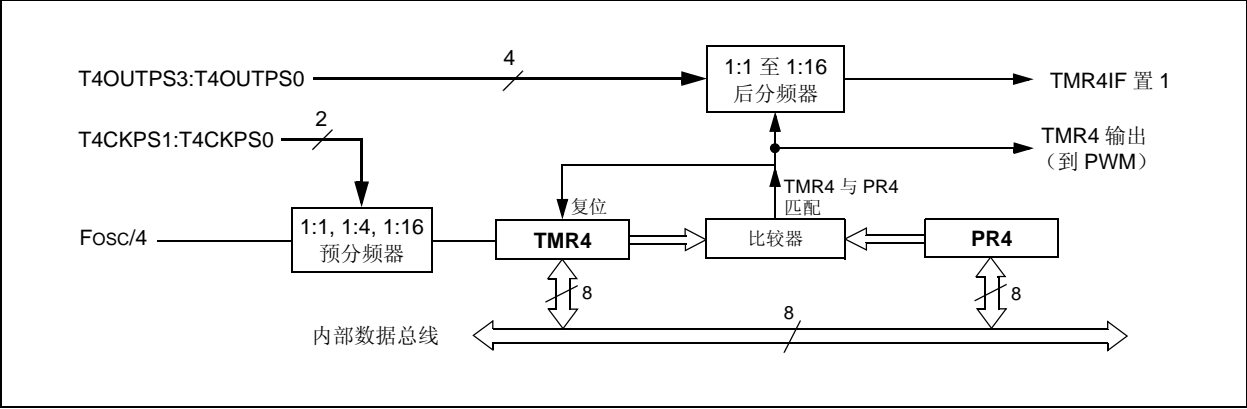 T4OUTPS3:T4OUTPS0
4
1:1 至 1:16
后分频器
TMR4IF 置 1
T4CKPS1:T4CKPS0
2
TMR4 输出
（到 PWM）
TMR4 与 PR4
匹配
复位
FOSC/4
1:1, 1:4, 1:16
预分频器
TMR4
比较器
PR4
8
8
内部数据总线
8